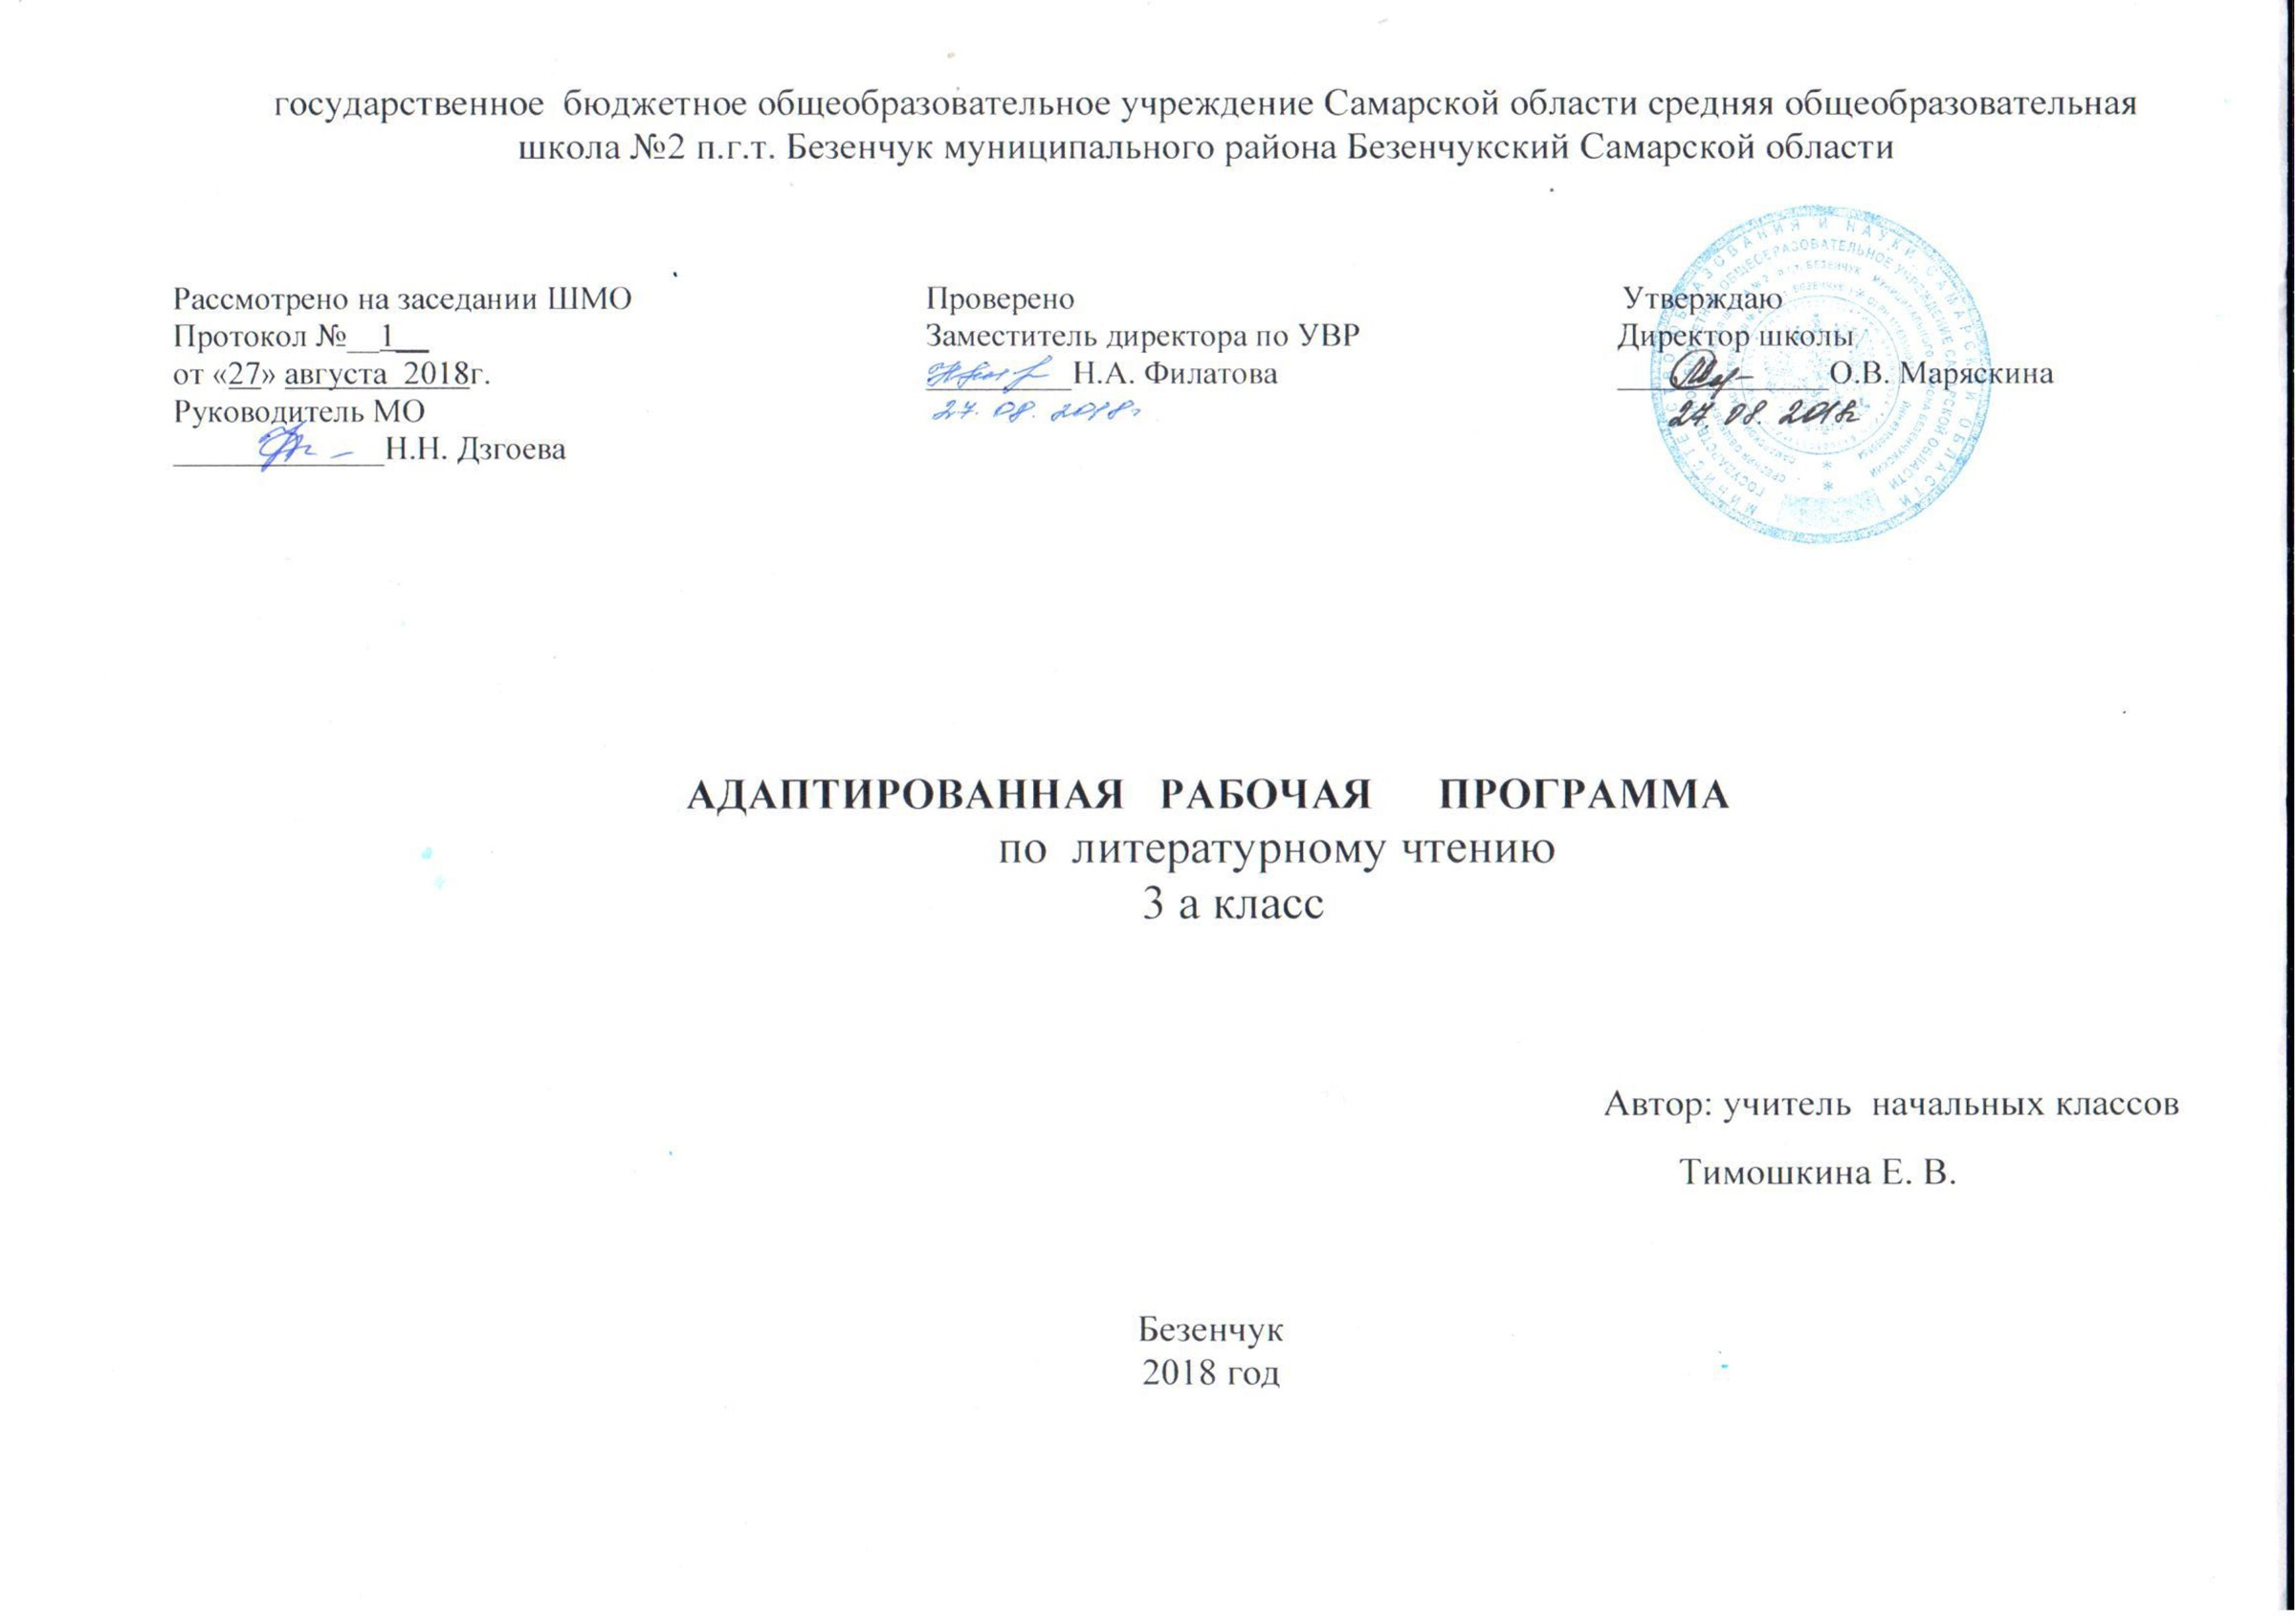 государственное бюджетное общеобразовательное учреждение Самарской области средняя общеобразовательная
школа №2 п.г.т. Безенчук муниципального района Безенчукский Самарской области
Рассмотрено на заседании ШМО
Протокол №__1__
от «27» августа 2018г.
Руководитель МО
_____________Н.Н. Дзгоева
Проверено
Заместитель директора по УВР
_________Н.А. Филатова
27. 08. 2018г
Утверждаю
Директор школы
_____________О.В. Маряскина
27. 08. 2018г
АДАПТИРОВАННАЯ РАБОЧАЯ ПРОГРАММА
по литературному чтению
3 а класс
Автор: учитель начальных классов
Тимошкина Е. В.
Безенчук
2018 год